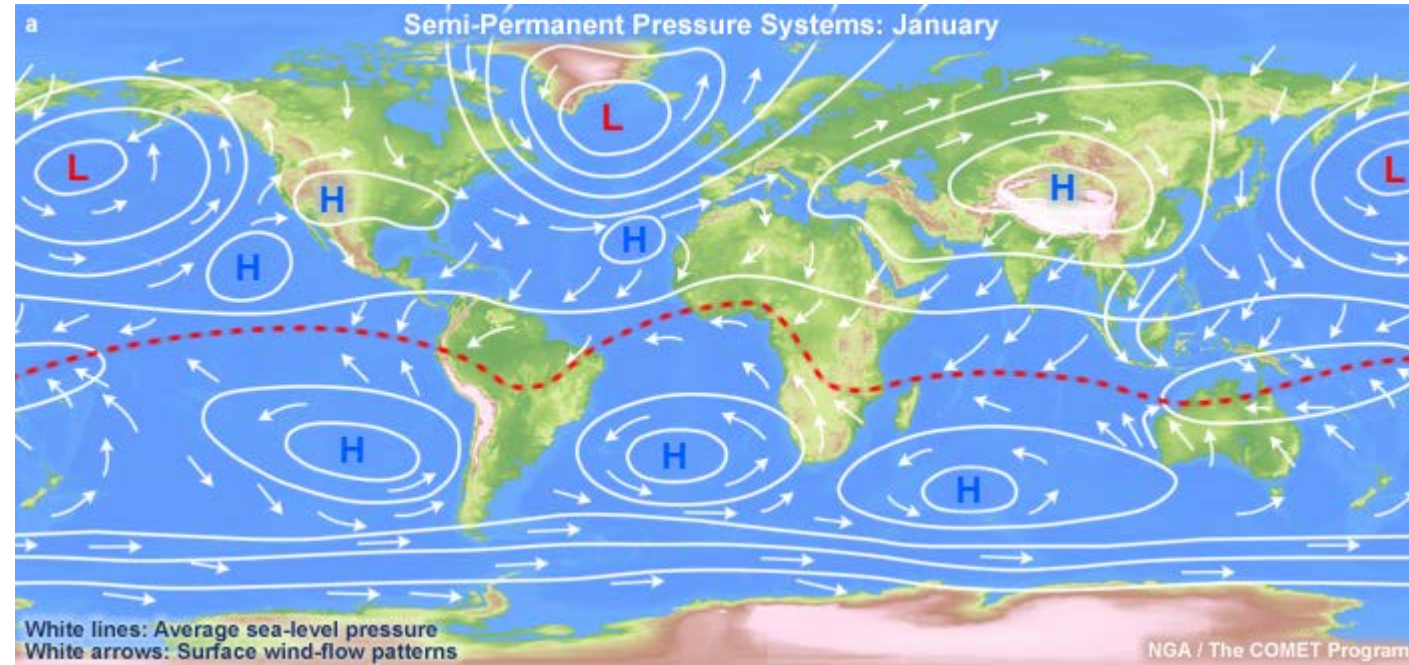 a
Semi-Permanent Pressure Systems: January
L
L
H
H
H
H
L
H
H
H
White lines: Average sea-level pressure
White arrows: Surface wind-flow patterns
NGA / The COMET Program